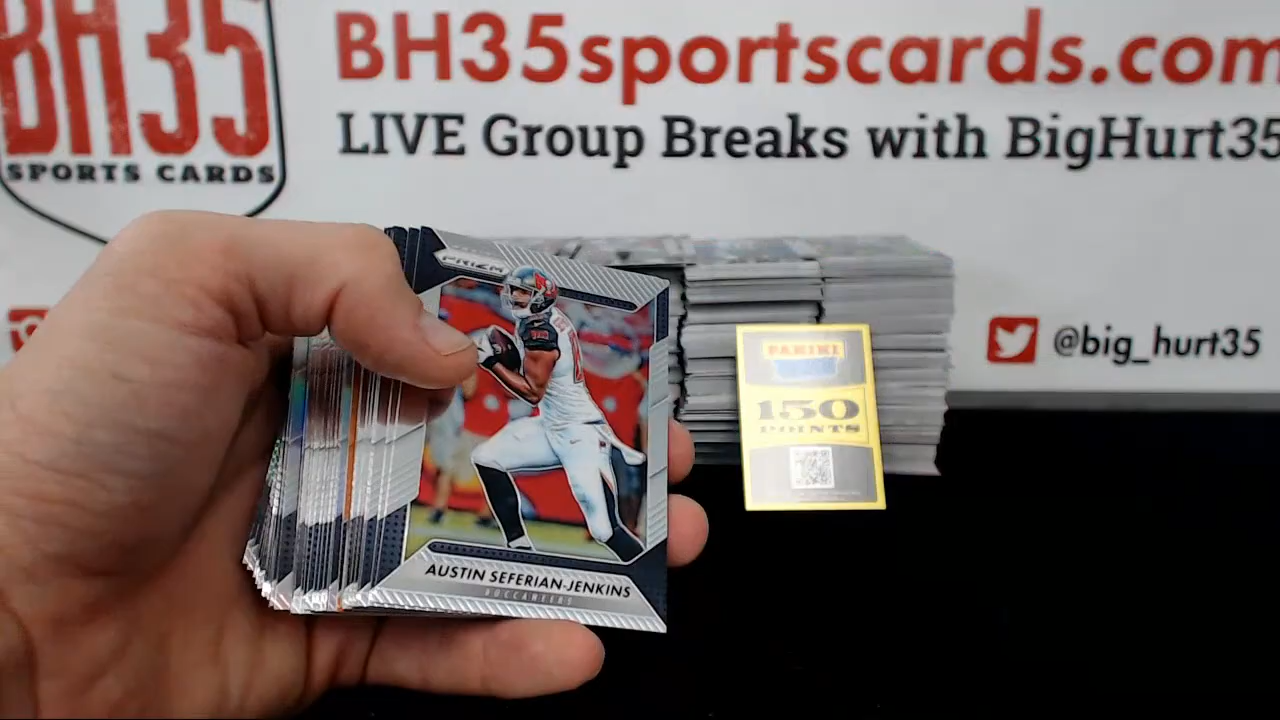 BH35
SPORTS CARDS
BH35sportscards.com
LIVE Group Breaks with BigHurt35
@big_hurt35
PRIZM
AUSTIN SEFERIAN-JENKINS
BUCCANEERS
PANINI
150
POINTS